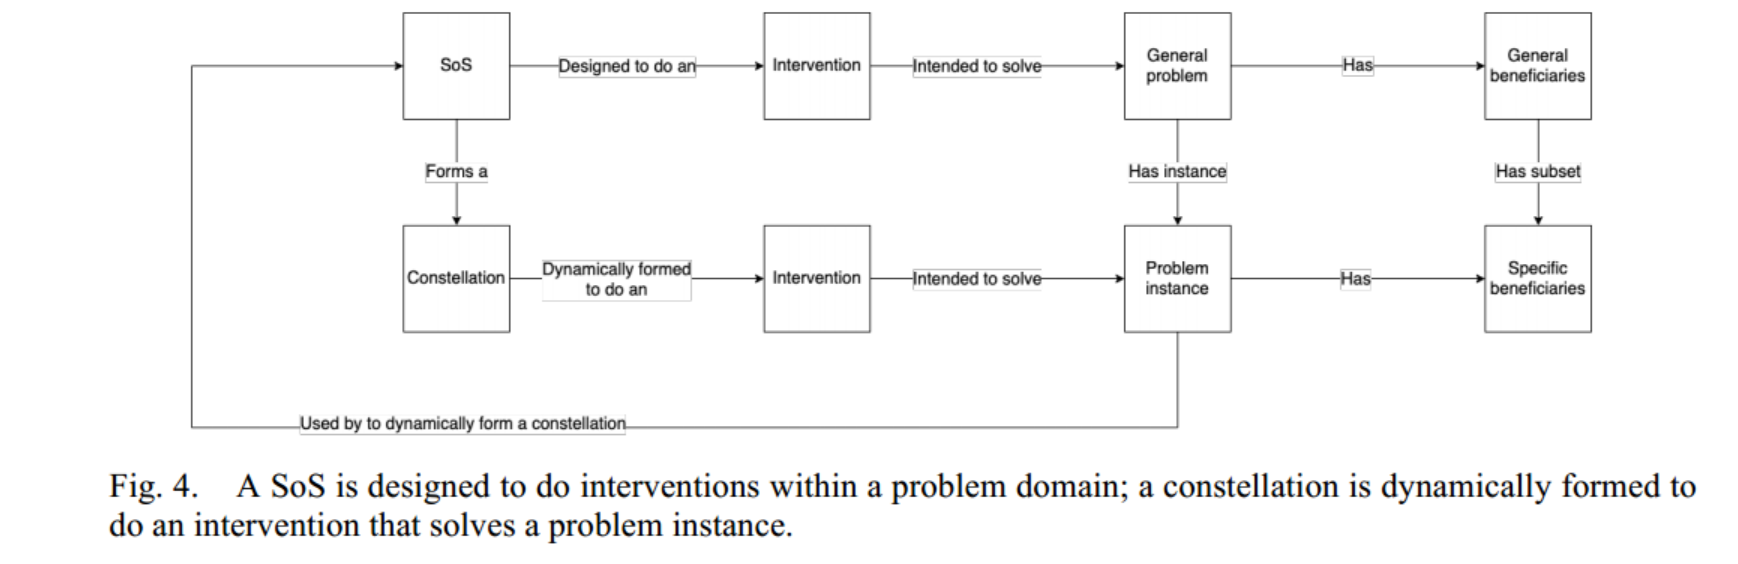 SoS
Designed to do an
Intervention
Intended to solve
General
problem
Has
General
beneficiaries
Forms a
Has instance
Has subset
Constellation
Dynamically formed
to do an
Intervention
Intended to solve
Problem
instance
Has
Specific
beneficiaries
Used by to dynamically form a constellation
Fig. 4. A SoS is designed to do interventions within a problem domain; a constellation is dynamically formed to
do an intervention that solves a problem instance.